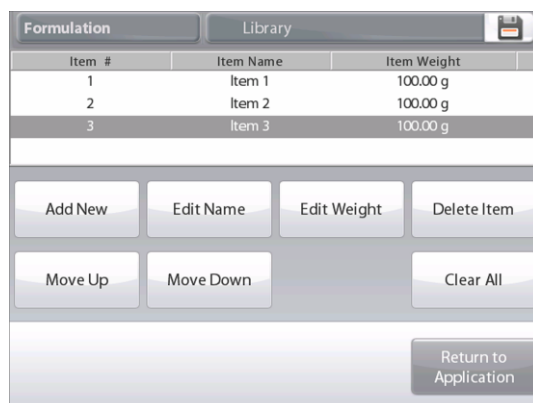 Formulation Library
Item # Item Name Item Weight
1 Item 1 100.00 g
2 Item 2 100.00 g
3 Item 3 100.00 g
Add New Edit Name Edit Weight Delete Item
Move Up Move Down Clear All
Return to
Application